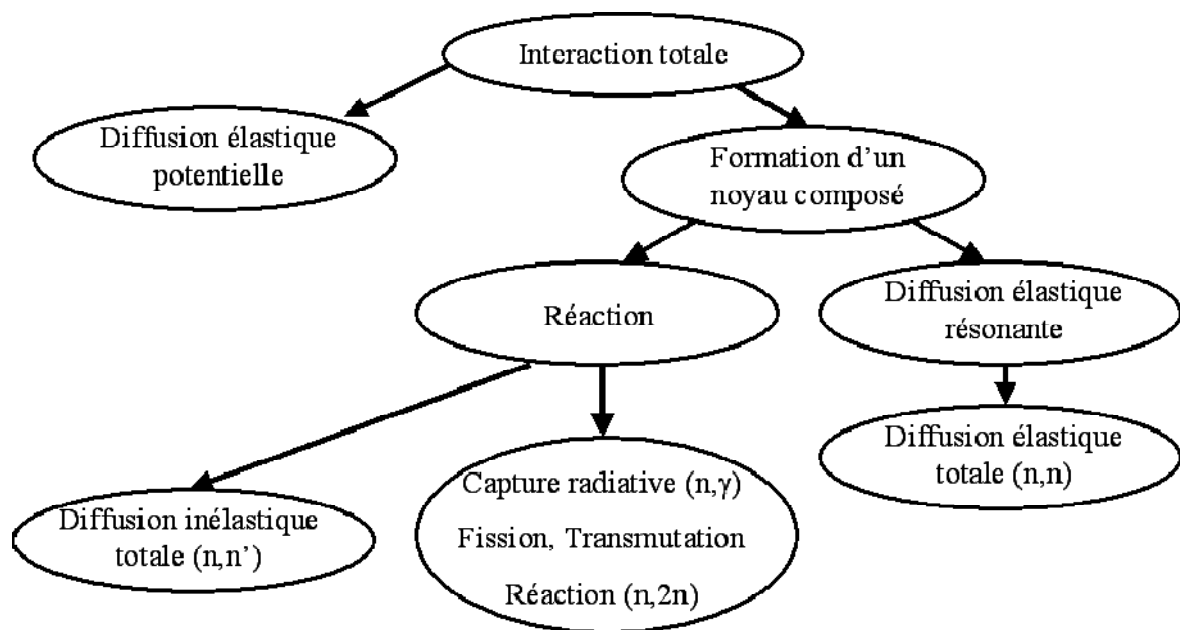 Interaction totale
Diffusion élastique
potentielle
Formation d'un
noyau composé
Réaction
Diffusion élastique
résonante
Diffusion élastique
totale (n,n)
Capture radiative (n,γ)
Fission, Transmutation
Réaction (n,2n)
Diffusion inélastique
totale (n,n')